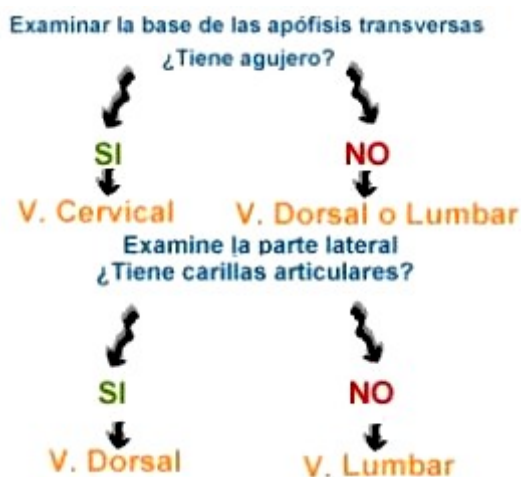 Examinar la base de las apófisis transversas
¿Tiene agujero?
SI NO
V. Cervical V. Dorsal o Lumbar
Examine la parte lateral
¿Tiene carillas articulares?
SI NO
V. Dorsal V. Lumbar